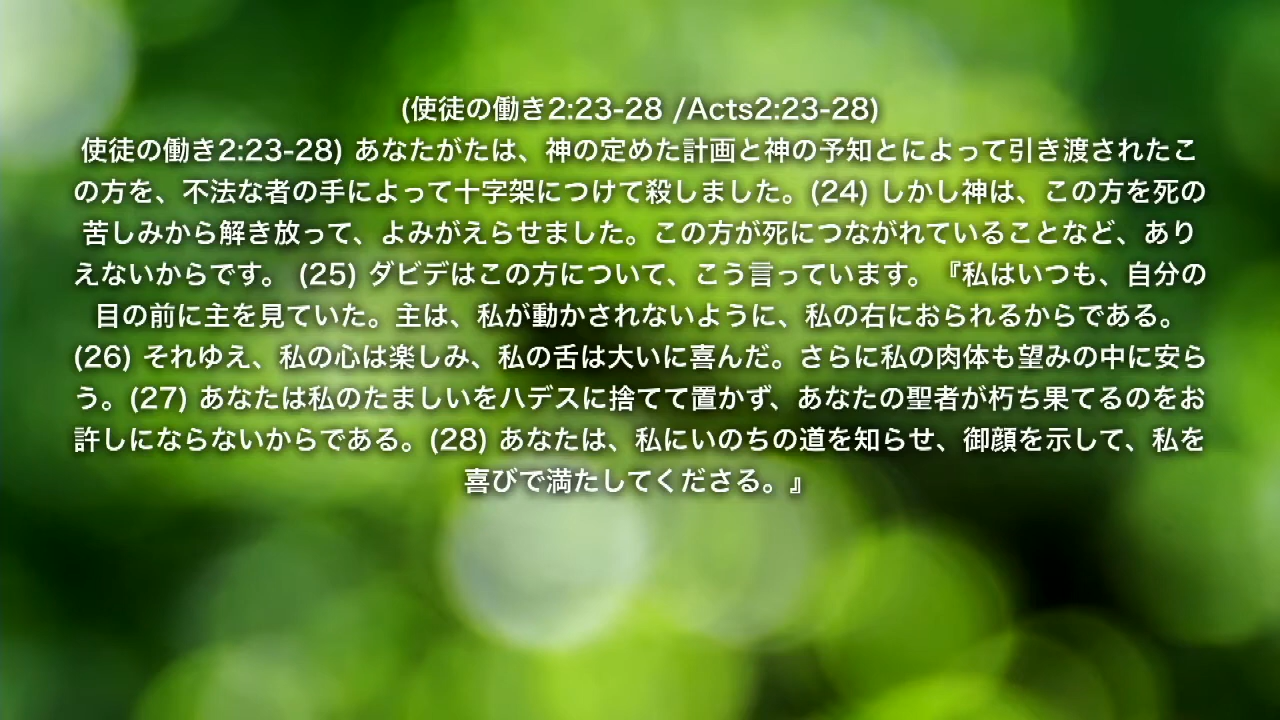 (使徒の働き2:23-28 /Acts2:23-28)
使徒の働き2:23-28) あなたがたは、神の定めた計画と神の予知とによって引き渡されたこ
の方を、不法な者の手によって十字架につけて殺しました。(24) しかし神は、この方を死の
苦しみから解き放って、よみがえらせました。この方が死につながれていることなど、あり
えないからです。 (25) ダビデはこの方について、こう言っています。『私はいつも、自分の
目の前に主を見ていた。主は、私が動かされないように、私の右におられるからである。
(26) それゆえ、私の心は楽しみ、私の舌は大いに喜んだ。さらに私の肉体も望みの中に安ら
う。(27) あなたは私のたましいをハデスに捨てて置かず、あなたの聖者が朽ち果てるのをお
許しにならないからである。(28) あなたは、私にいのちの道を知らせ、御顔を示して、私を
喜びで満たしてくださる。』